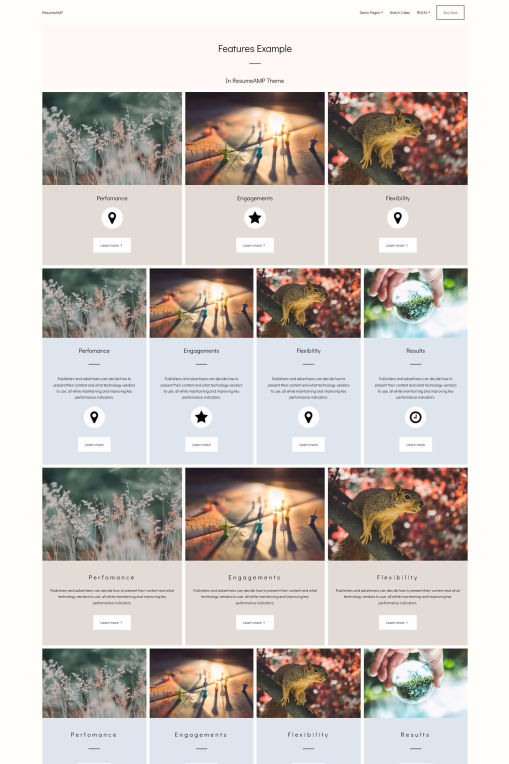 ResumeAMP
Demo Pages Watch Video BUILD Buy Now
Features Example
In ResumeAMP Theme
Perfomance Engagements Flexibility
Learn more > Learn more > Learn more >
Perfomance Engagements Flexibility Results
Publishers and advertisers can decide how to Publishers and advertisers can decide how to Publishers and advertisers can decide how to Publishers and advertisers can decide how to
present their content and what technology vendors present their content and what technology vendors present their content and what technology vendors present their content and what technology vendors
to use, all while maintaining and improving key to use, all while maintaining and improving key to use, all while maintaining and improving key to use, all while maintaining and improving key
performance indicators. performance indicators. performance indicators. performance indicators.
Learn more Learn more Learn more Learn more
Perfomance Engagements Flexibility
Publishers and advertisers can decide how to present their content and what Publishers and advertisers can decide how to present their content and what Publishers and advertisers can decide how to present their content and what
technology vendors to use, all while maintaining and improving key technology vendors to use, all while maintaining and improving key technology vendors to use, all while maintaining and improving key
performance indicators. performance indicators. performance indicators.
Learn more > Learn more > Learn more >
Perfomance Engagements Flexibility Results